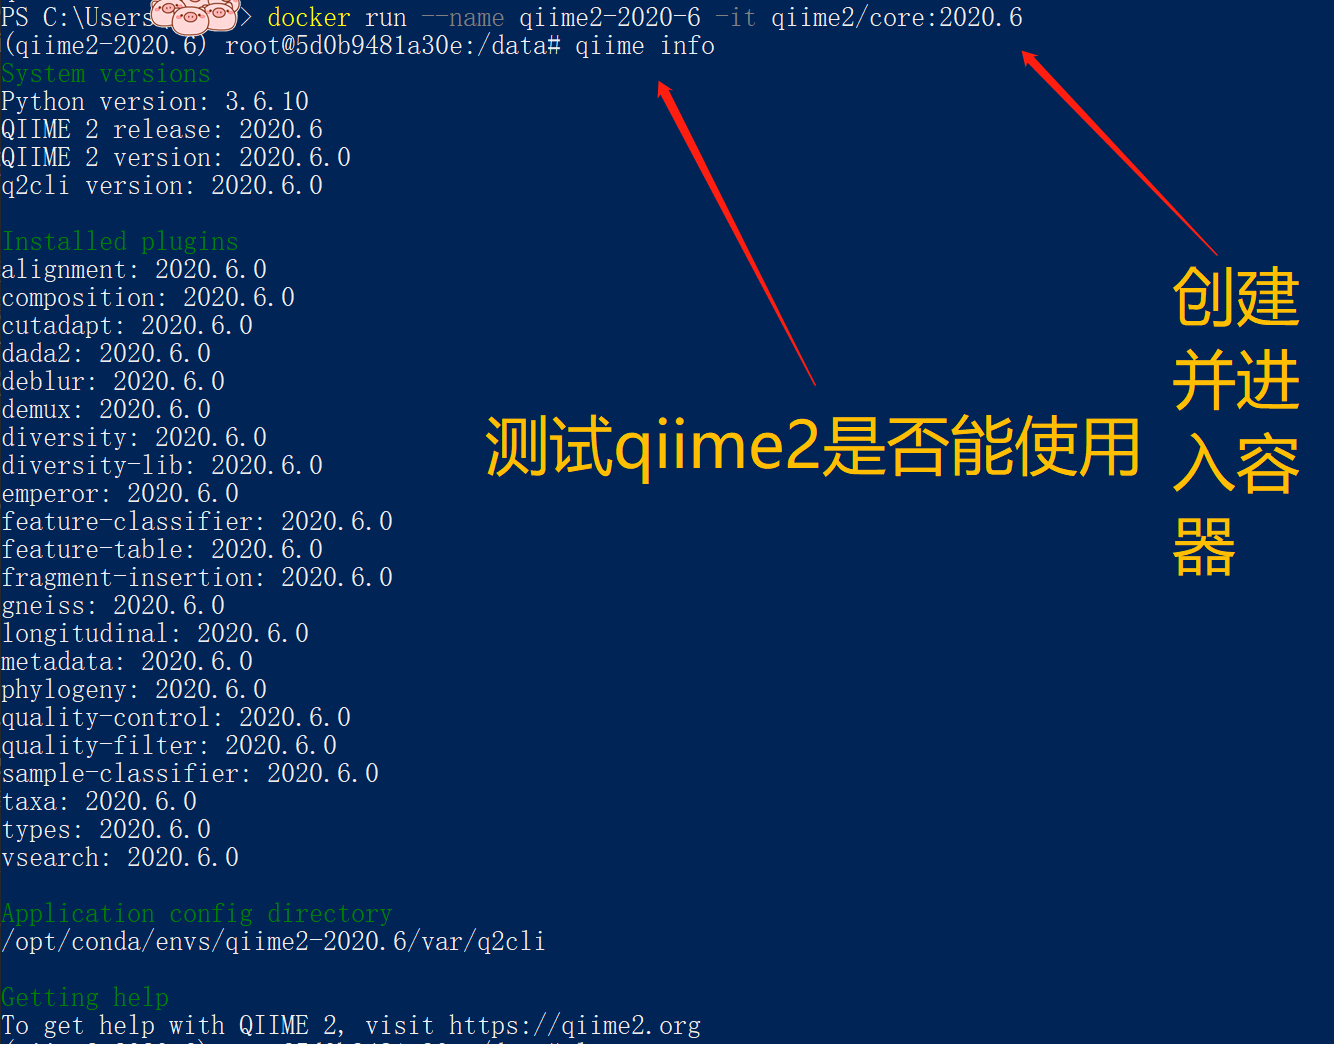 PS C:\Users > docker run --name qiime2-2020-6 -it qiime2/core:2020.6
(qiime2-2020.6) root@5d0b9481a30e:/data# qiime info
System versions
Python version: 3.6.10
QIIME 2 release: 2020.6
QIIME 2 version: 2020.6.0
q2cli version: 2020.6.0
Installed plugins
alignment: 2020.6.0
composition: 2020.6.0
cutadapt: 2020.6.0
dada2: 2020.6.0
deblur: 2020.6.0
demux: 2020.6.0
diversity: 2020.6.0
diversity-lib: 2020.6.0
emperor: 2020.6.0
feature-classifier: 2020.6.0
feature-table: 2020.6.0
fragment-insertion: 2020.6.0
gneiss: 2020.6.0
longitudinal: 2020.6.0
metadata: 2020.6.0
phylogeny: 2020.6.0
quality-control: 2020.6.0
quality-filter: 2020.6.0
sample-classifier: 2020.6.0
taxa: 2020.6.0
types: 2020.6.0
vsearch: 2020.6.0
Application config directory
/opt/conda/envs/qiime2-2020.6/var/q2cli
Getting help
To get help with QIIME 2, visit https://qiime2.org
测试qiime2是否能使用
创建
并进
入容
器